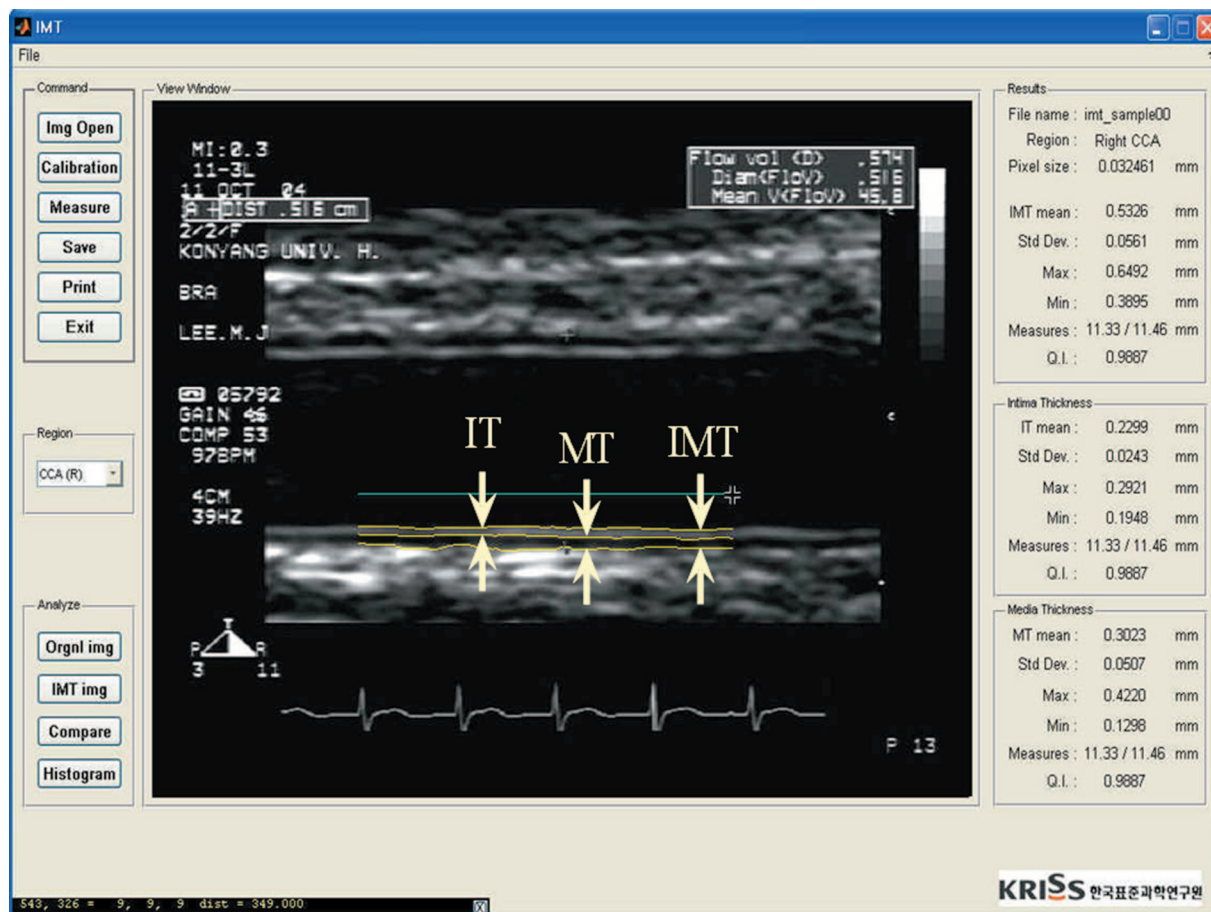 IMT
File
Command
Img Open
Calibration
Measure
Save
Print
Exit
Region
CCA (R)
Analyze
Orgnl img
IMT img
Compare
Histogram
View Window
MI:0.3
11-3L
11 OCT 04
A +DIST .516 cm
2/2/F
KONYANG UNIV. H.
BRA
LEE.M.J
05792
GAIN 46
COMP 53
97BPM
4CM
39HZ
Flow vol (D) .574
Diam(FloV) .516
Mean V(FloV) 45.8
c
c
IT
MT
IMT
T
P R
3 11
P 13
Results
File name : imt_sample00
Region : Right CCA
Pixel size : 0.032461 mm
IMT mean : 0.5326 mm
Std Dev. : 0.0561 mm
Max : 0.6492 mm
Min : 0.3895 mm
Measures : 11.33 / 11.46 mm
Q.I. : 0.9887
Intima Thickness
IT mean : 0.2299 mm
Std Dev. : 0.0243 mm
Max : 0.2921 mm
Min : 0.1948 mm
Measures : 11.33 / 11.46 mm
Q.I. : 0.9887
Media Thickness
MT mean : 0.3023 mm
Std Dev. : 0.0507 mm
Max : 0.4220 mm
Min : 0.1298 mm
Measures : 11.33 / 11.46 mm
Q.I. : 0.9887
KRISS 한국표준과학연구원
543, 326 = 9, 9, 9 dist = 349.000
X